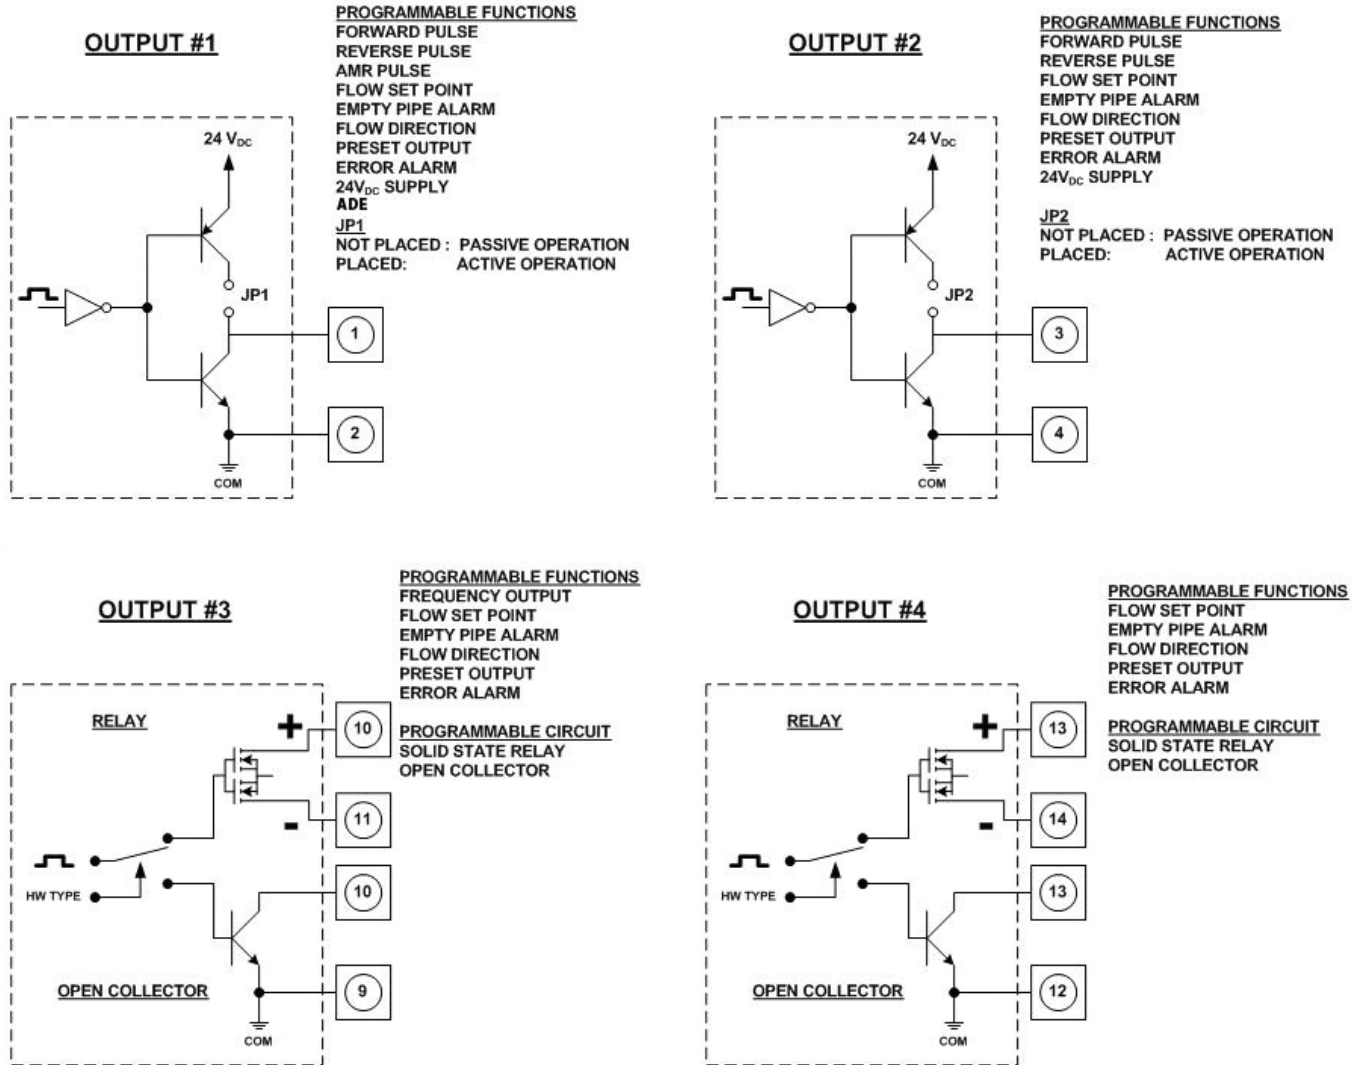 OUTPUT #1
PROGRAMMABLE FUNCTIONS
FORWARD PULSE
REVERSE PULSE
AMR PULSE
FLOW SET POINT
EMPTY PIPE ALARM
FLOW DIRECTION
PRESET OUTPUT
ERROR ALARM
24VDC SUPPLY
ADE
JP1
NOT PLACED : PASSIVE OPERATION
PLACED: ACTIVE OPERATION
24 VDC
JP1
1
2
COM
OUTPUT #2
PROGRAMMABLE FUNCTIONS
FORWARD PULSE
REVERSE PULSE
FLOW SET POINT
EMPTY PIPE ALARM
FLOW DIRECTION
PRESET OUTPUT
ERROR ALARM
24VDC SUPPLY
JP2
NOT PLACED : PASSIVE OPERATION
PLACED: ACTIVE OPERATION
24 VDC
JP2
3
4
COM
OUTPUT #3
PROGRAMMABLE FUNCTIONS
FREQUENCY OUTPUT
FLOW SET POINT
EMPTY PIPE ALARM
FLOW DIRECTION
PRESET OUTPUT
ERROR ALARM
PROGRAMMABLE CIRCUIT
SOLID STATE RELAY
OPEN COLLECTOR
RELAY
+
10
11
-
HW TYPE
10
OPEN COLLECTOR
9
COM
OUTPUT #4
PROGRAMMABLE FUNCTIONS
FLOW SET POINT
EMPTY PIPE ALARM
FLOW DIRECTION
PRESET OUTPUT
ERROR ALARM
PROGRAMMABLE CIRCUIT
SOLID STATE RELAY
OPEN COLLECTOR
RELAY
+
13
14
-
HW TYPE
13
OPEN COLLECTOR
12
COM